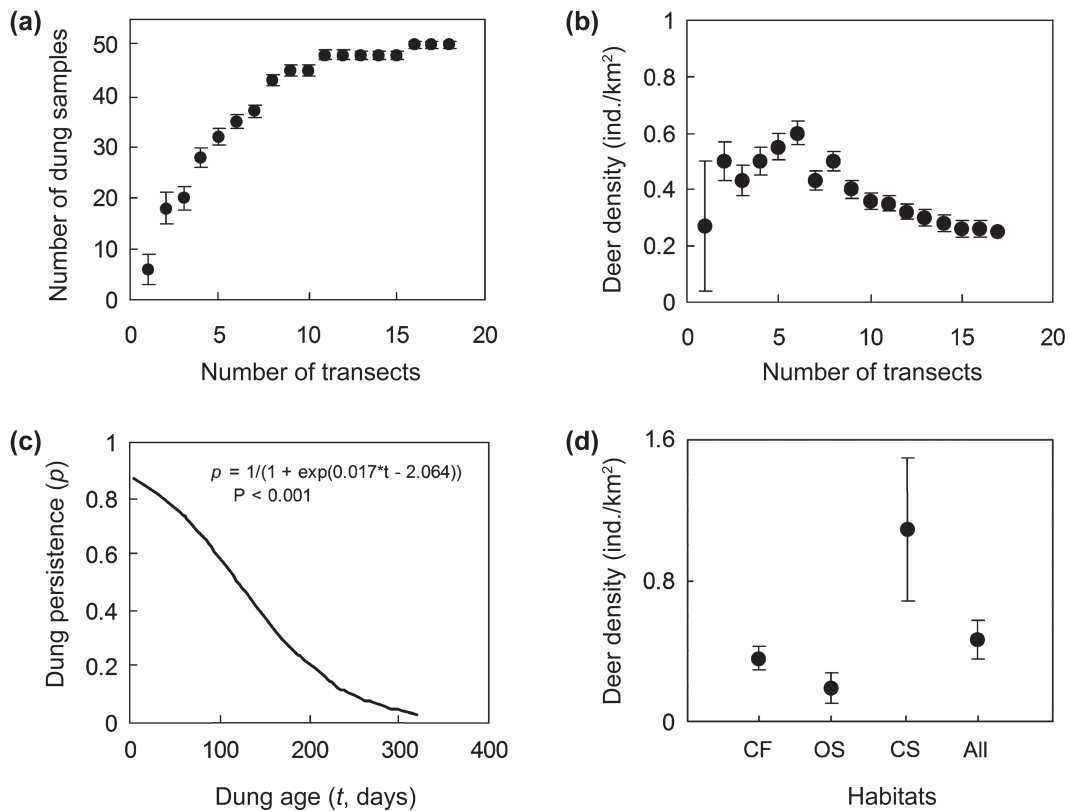 (a)
Number of dung samples
50
40
30
20
10
0
0 5 10 15 20
Number of transects
(b)
Deer density (ind./km²)
1
0.8
0.6
0.4
0.2
0
0 5 10 15 20
Number of transects
(c)
Dung persistence (p)
1
0.8
0.6
0.4
0.2
0
p = 1/(1 + exp(0.017*t - 2.064))
P < 0.001
0 100 200 300 400
Dung age (t, days)
(d)
Deer density (ind./km²)
1.6
0.8
0
CF OS CS All
Habitats